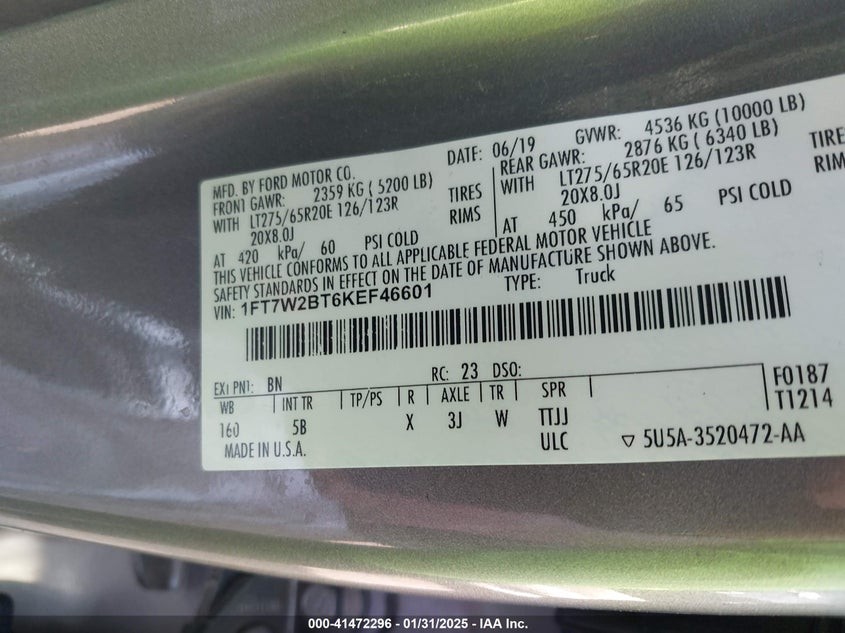 MFD. BY FORD MOTOR CO.
DATE: 06/19 GVWR: 4536 KG (10000 LB)
FRONT GAWR: 2359 KG ( 5200 LB) REAR GAWR: 2876 KG ( 6340 LB)
WITH LT275/65R20E 126/123R TIRES WITH LT275/65R20E 126/123R TIRES
20X8.0J RIMS 20X8.0J RIMS
AT 420 kPa/ 60 PSI COLD AT 450 kPa/ 65 PSI COLD
THIS VEHICLE CONFORMS TO ALL APPLICABLE FEDERAL MOTOR VEHICLE
SAFETY STANDARDS IN EFFECT ON THE DATE OF MANUFACTURE SHOWN ABOVE.
VIN: 1FT7W2BT6KEF46601 TYPE: Truck
EXT PNT: BN RC: 23 DSO:
WB INT TR TP/PS R AXLE TR SPR F0187
160 5B X 3J W TTJJ T1214
MADE IN U.S.A. ULC 5U5A-3520472-AA
000-41472296 - 01/31/2025 - IAA Inc.